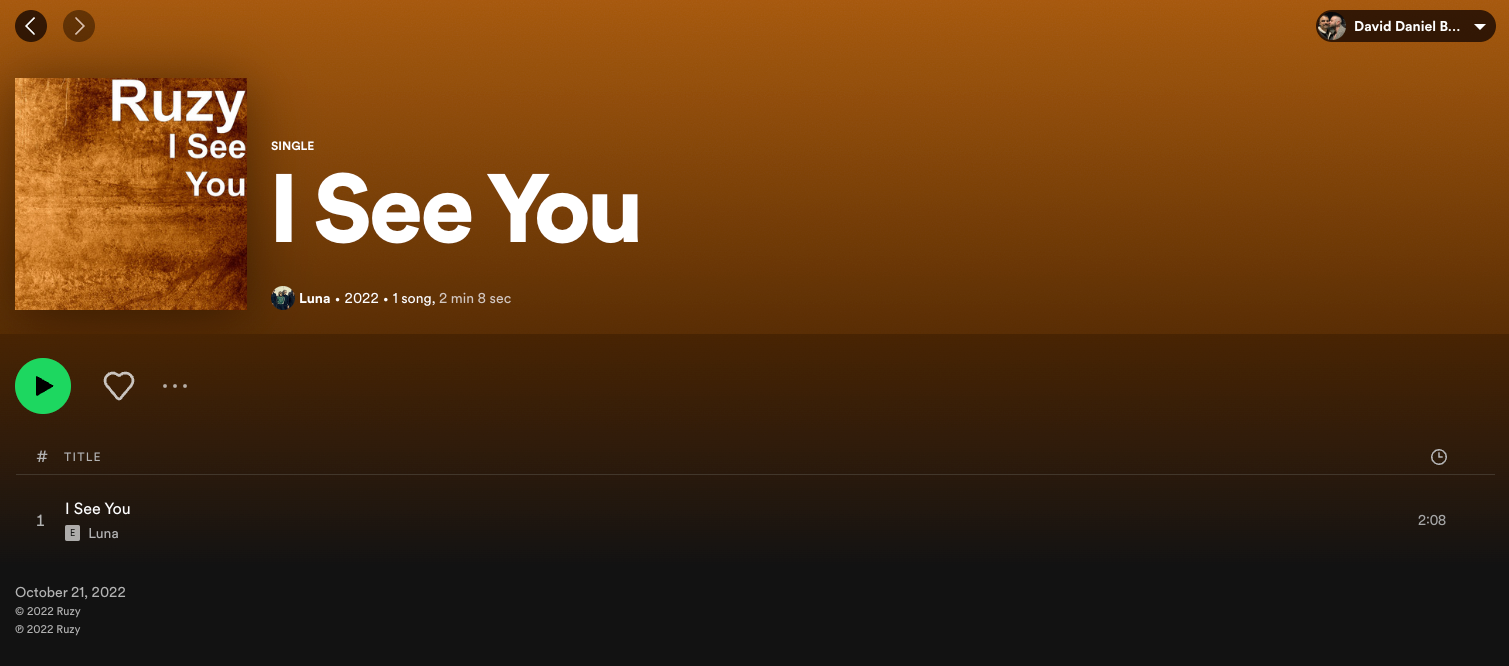 David Daniel B...
Ruzy
I See
You
SINGLE
I See You
Luna • 2022 • 1 song, 2 min 8 sec
# TITLE
1 I See You 2:08
E Luna
October 21, 2022
© 2022 Ruzy
℗ 2022 Ruzy